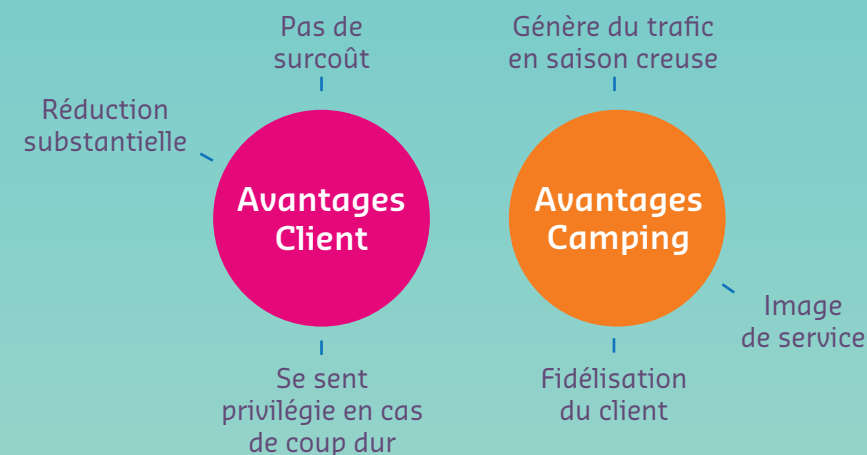 Pas de
surcoût
Réduction
substantielle
Avantages
Client
Se sent
privilégie en cas
de coup dur
Génère du trafic
en saison creuse
Avantages
Camping
Image
de service
Fidélisation
du client